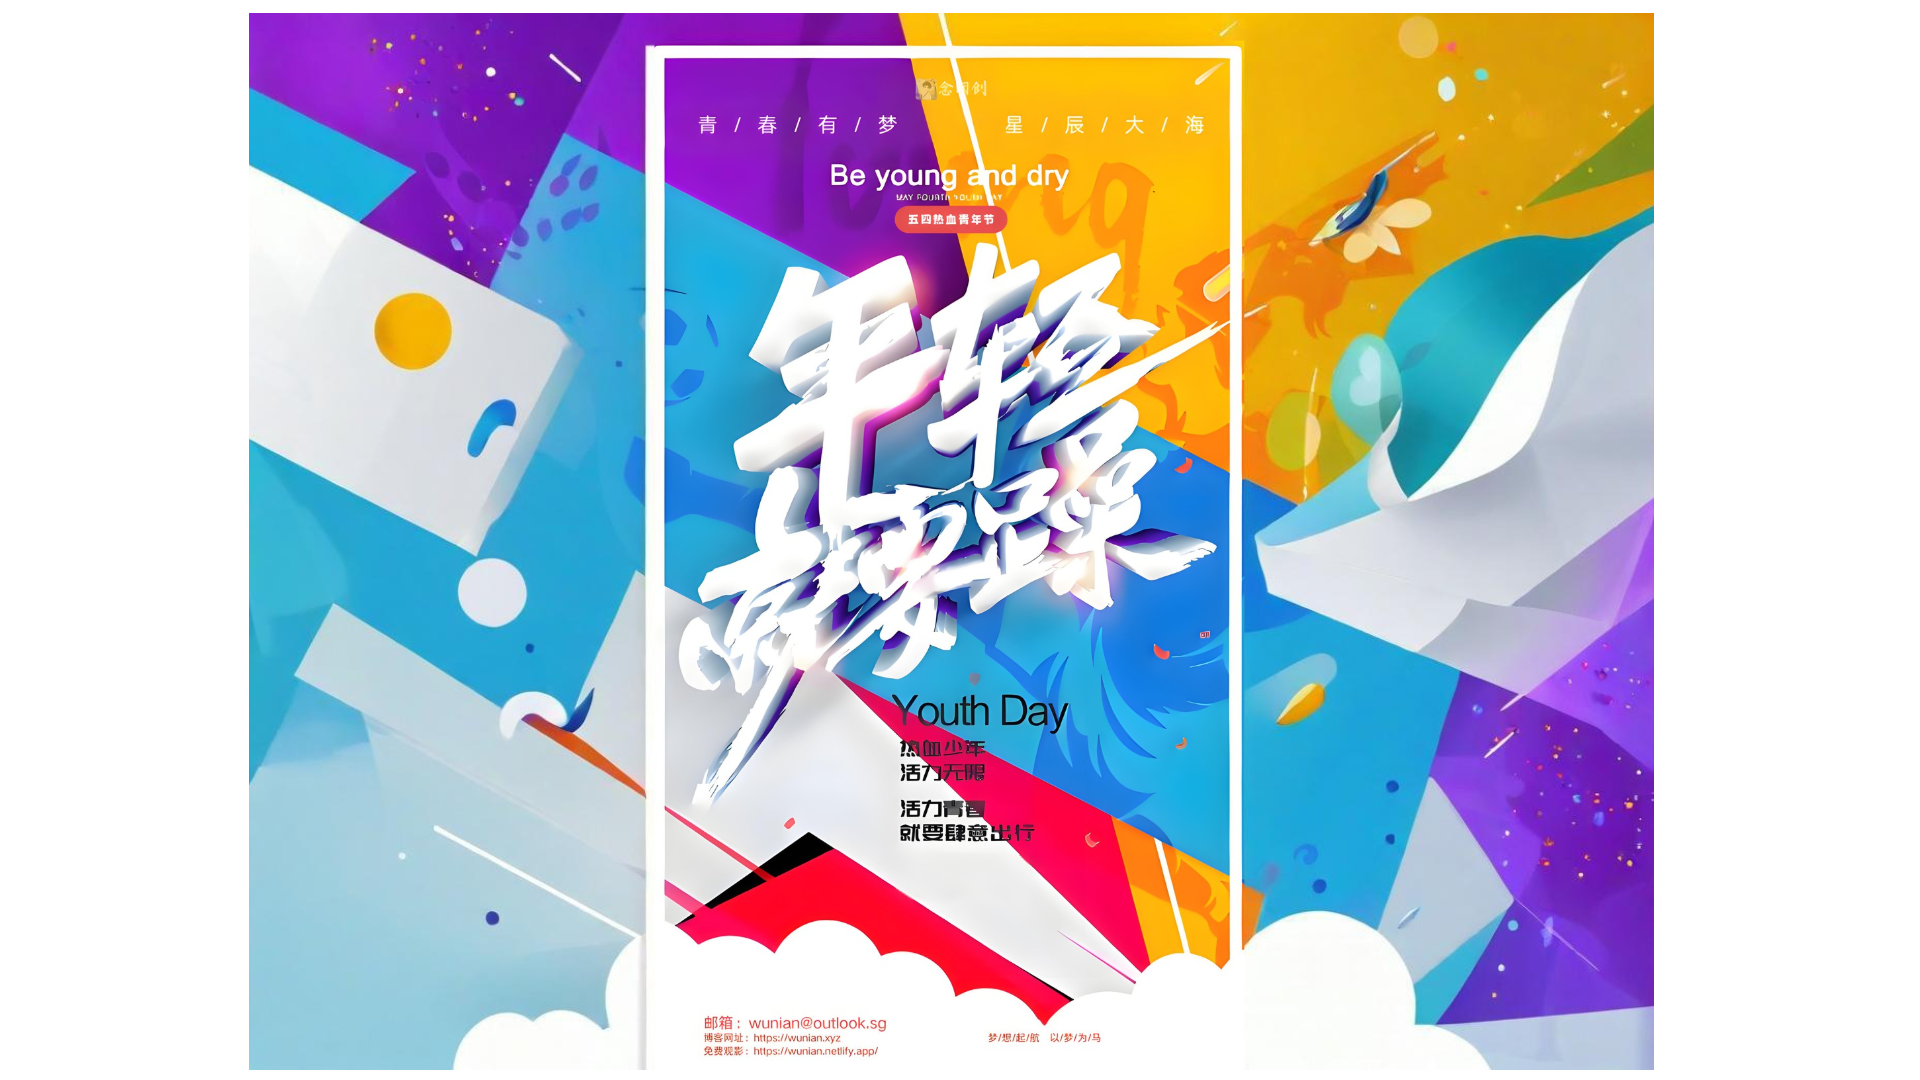 青/春/有/梦 星/辰/大/海
Be young and dry
MAY FOURTH YOUTH DAY
五四热血青年节
年轻
就要躁
Youth Day
热血少年
活力无限
活力青春
就要肆意出行
邮箱：wunian@outlook.sg
博客网址：https://wunian.xyz
免费观影：https://wunian.netlify.app/
梦/想/起/航 以/梦/为/马